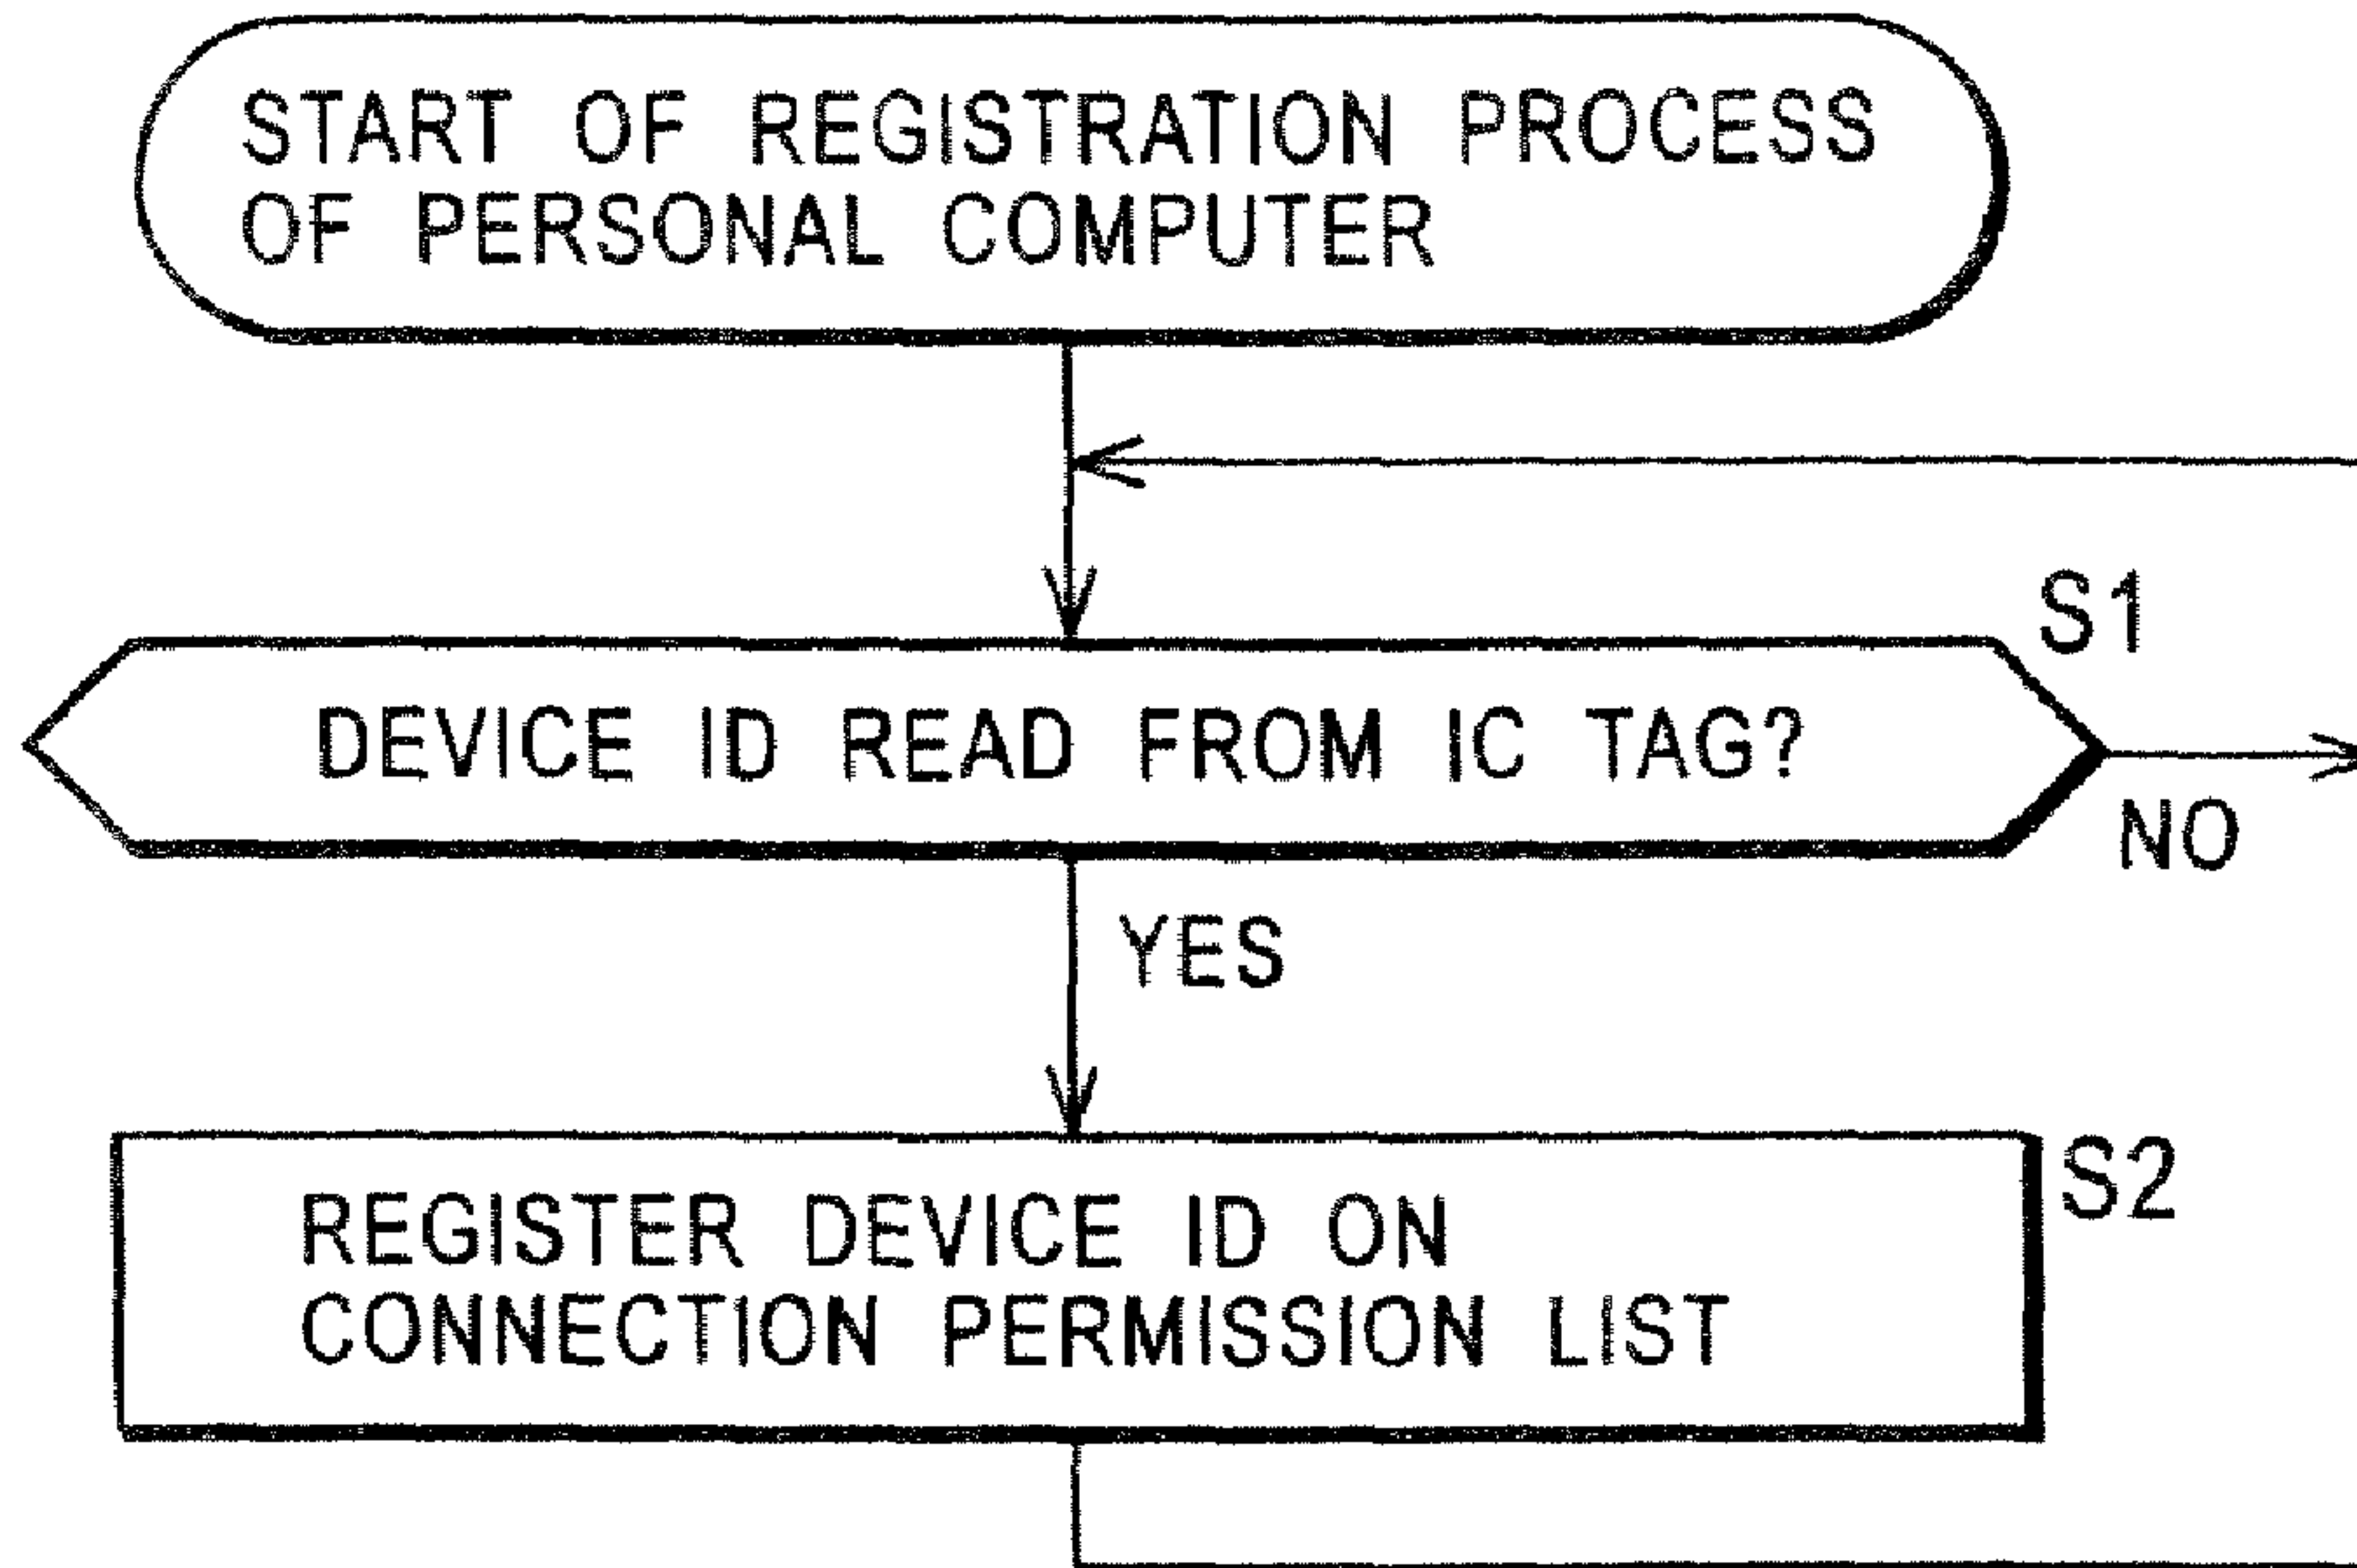 START OF REGISTRATION PROCESS
OF PERSONAL COMPUTER
S1
DEVICE ID READ FROM IC TAG?
NO
YES
S2
REGISTER DEVICE ID ON
CONNECTION PERMISSION LIST